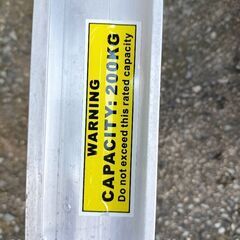 WARNING
CAPACITY: 200KG
Do not exceed this rated capacity